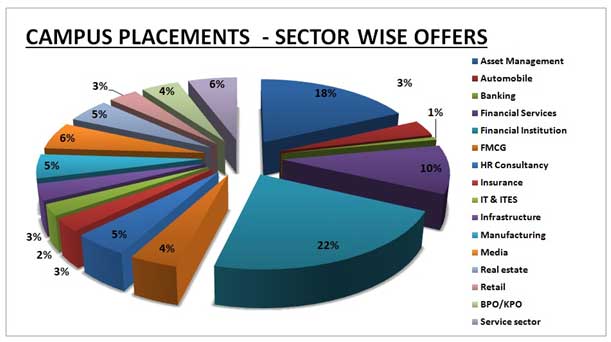 CAMPUS PLACEMENTS - SECTOR WISE OFFERS
18%
3%
1%
10%
22%
4%
5%
3%
2%
3%
5%
6%
5%
3%
4%
6%
Asset Management
Automobile
Banking
Financial Services
Financial Institution
FMCG
HR Consultancy
Insurance
IT & ITES
Infrastructure
Manufacturing
Media
Real estate
Retail
BPO/KPO
Service sector